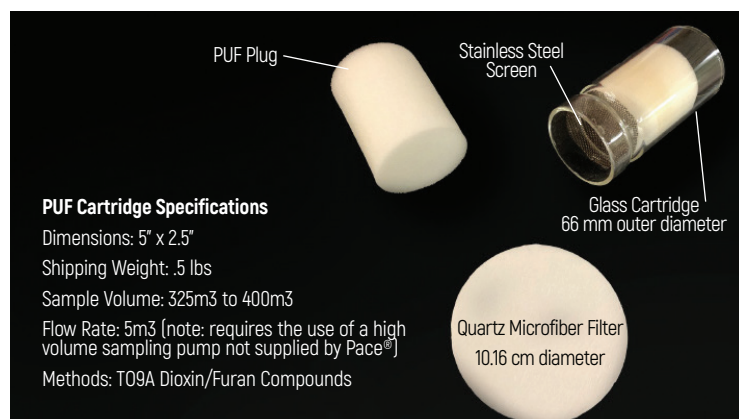 PUF Plug
Stainless Steel
Screen
Glass Cartridge
66 mm outer diameter
PUF Cartridge Specifications
Dimensions: 5” x 2.5”
Shipping Weight: .5 lbs
Sample Volume: 325m3 to 400m3
Flow Rate: 5m3 (note: requires the use of a high
volume sampling pump not supplied by Pace®)
Methods: TO9A Dioxin/Furan Compounds
Quartz Microfiber Filter
10.16 cm diameter